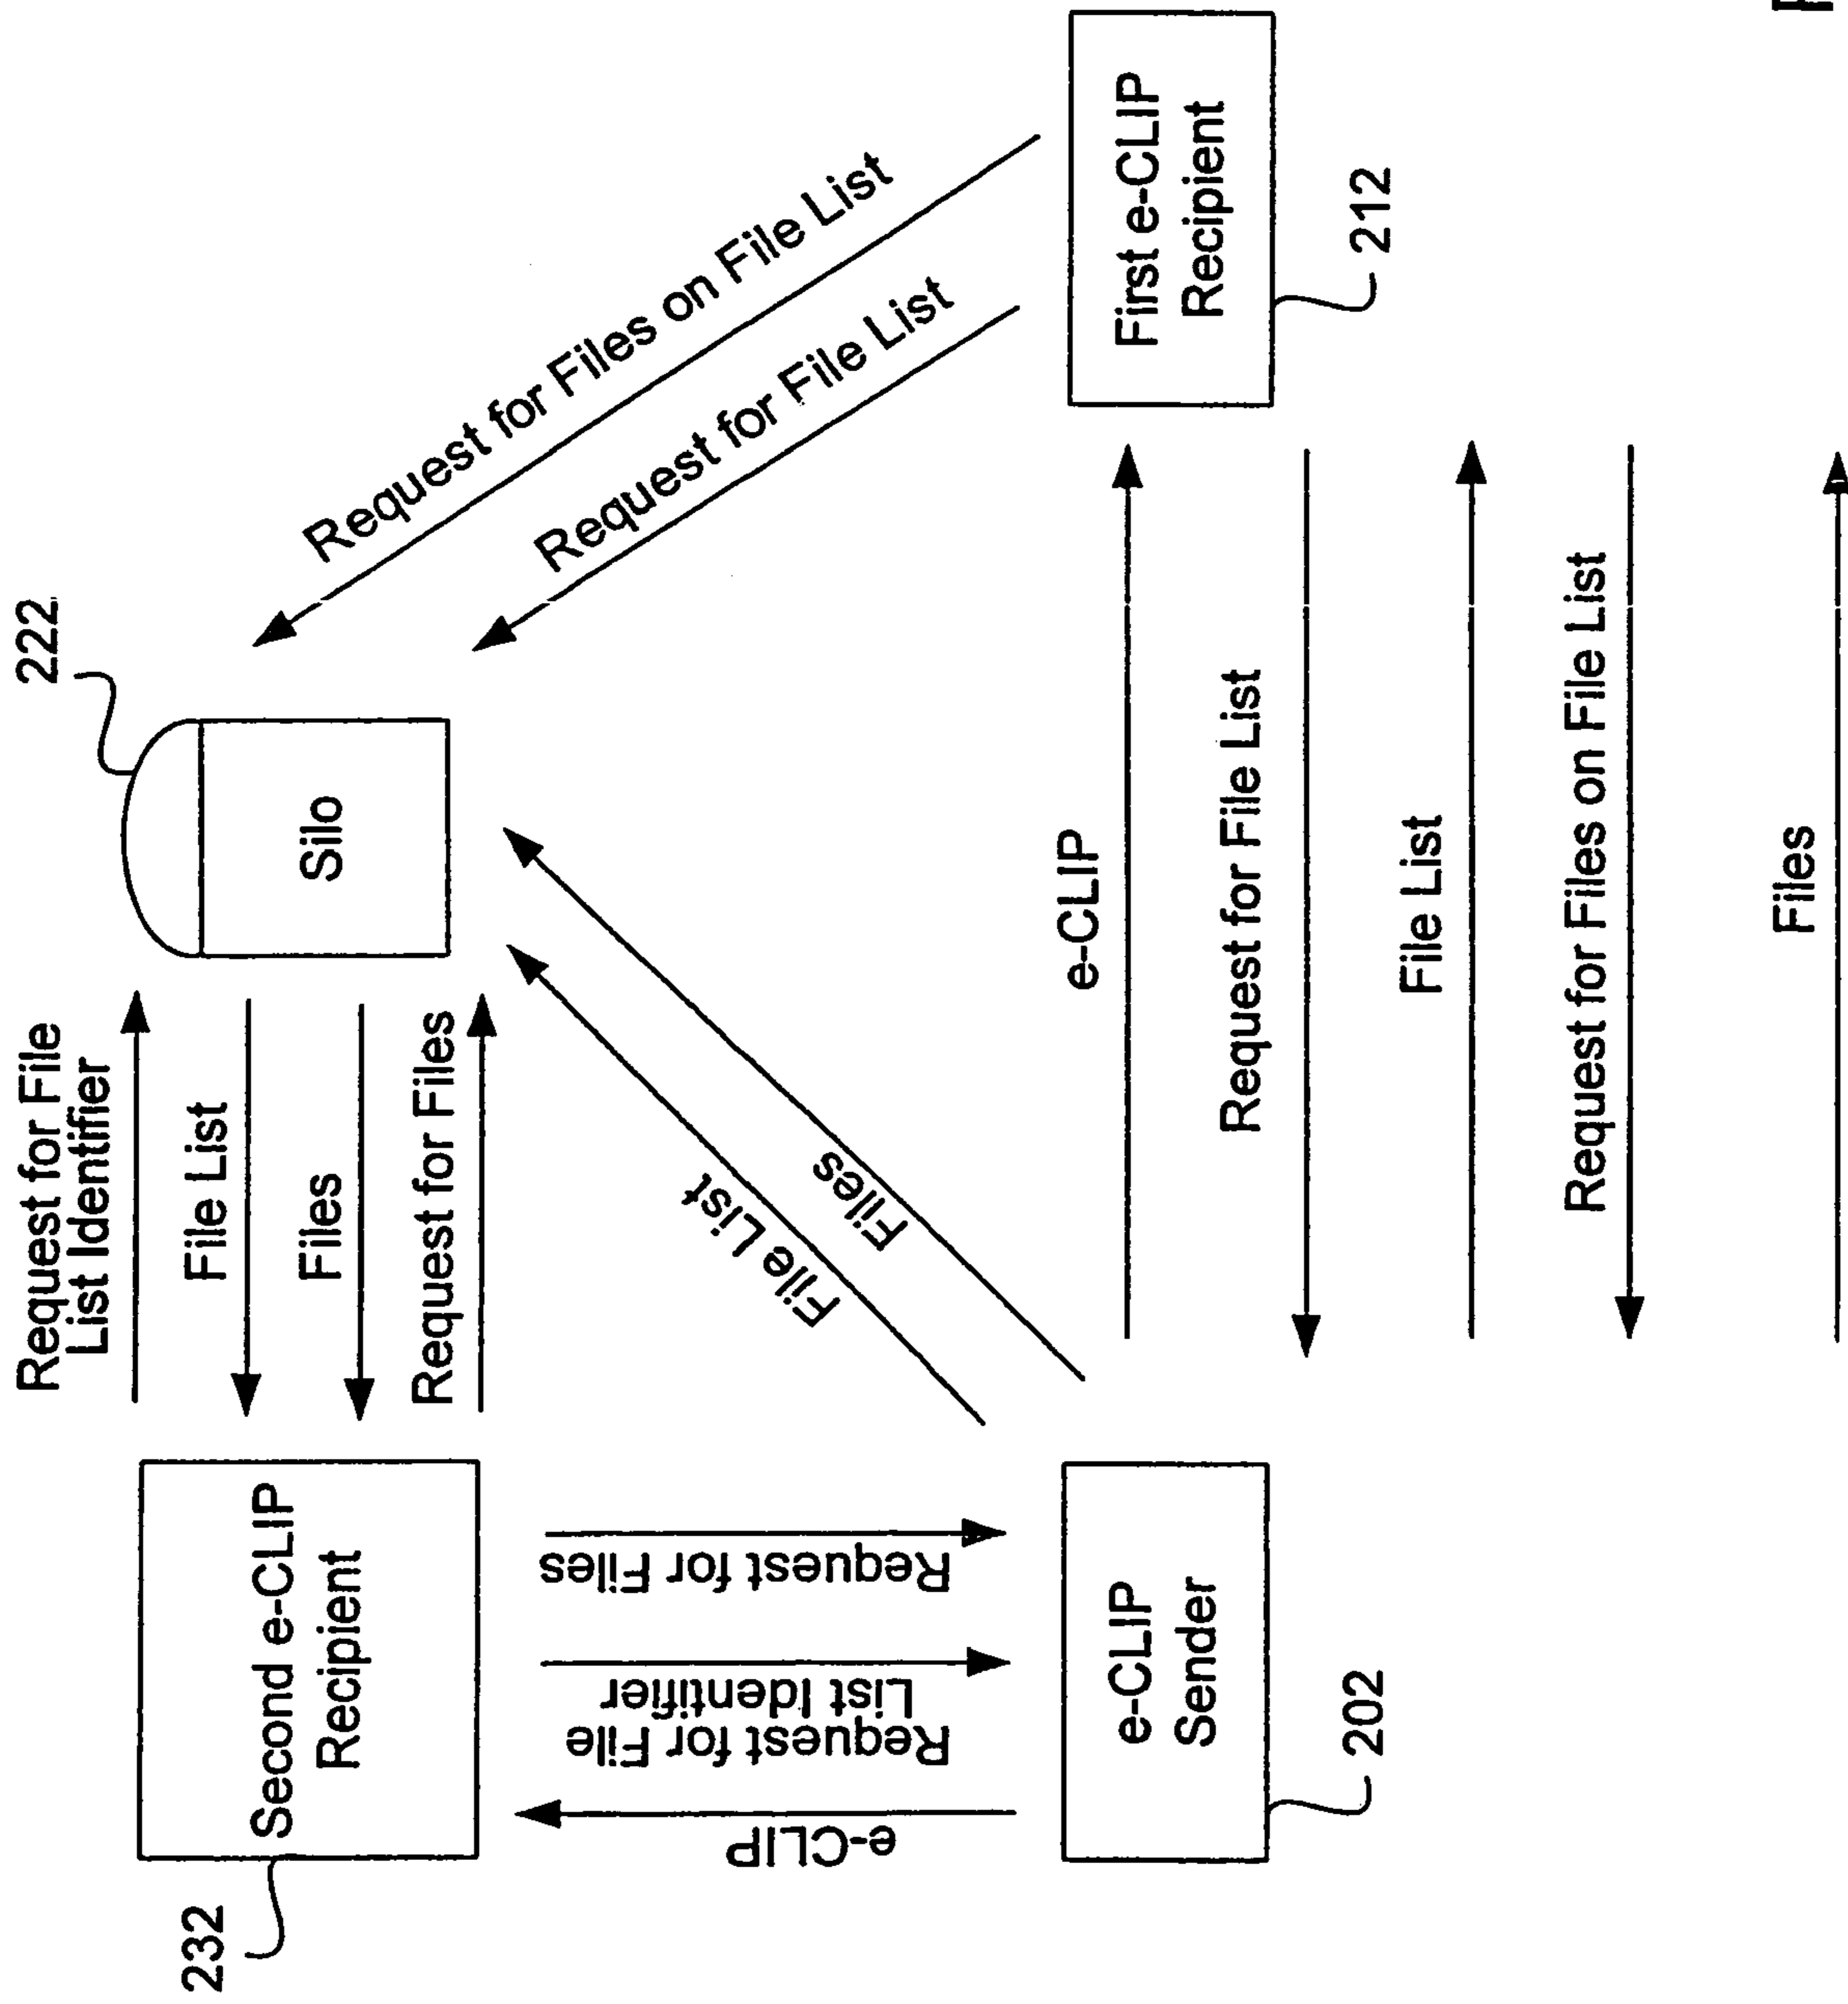 222
Request for File
List Identifier
File List
Files
Request for Files
Silo
Request for Files on File List
Request for File List
232
Second e-CLIP
Recipient
e-CLIP
Request for File
List Identifier
Request for Files
File List
Files
e-CLIP
Sender
202
First e-CLIP
Recipient
212
e-CLIP
Request for File List
File List
Request for Files on File List
Files